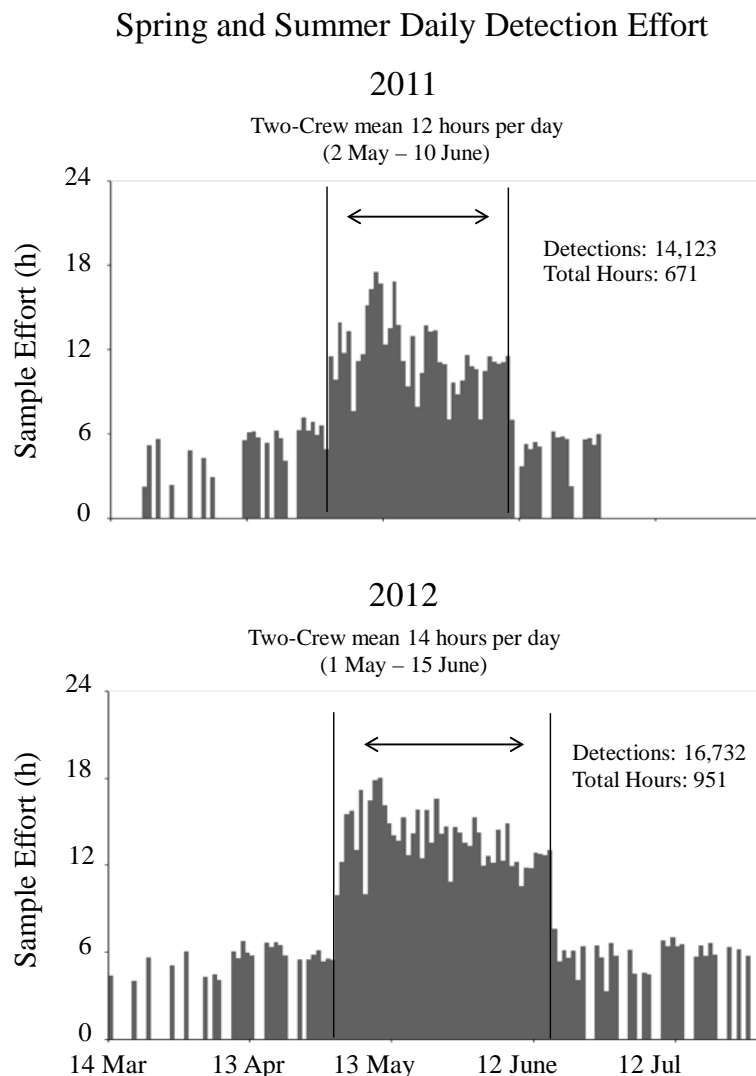 Spring and Summer Daily Detection Effort
2011
Two-Crew mean 12 hours per day
(2 May – 10 June)
24
18
12
6
0
Sample Effort (h)
Detections: 14,123
Total Hours: 671
2012
Two-Crew mean 14 hours per day
(1 May – 15 June)
24
18
12
6
0
Sample Effort (h)
Detections: 16,732
Total Hours: 951
14 Mar 13 Apr 13 May 12 June 12 Jul